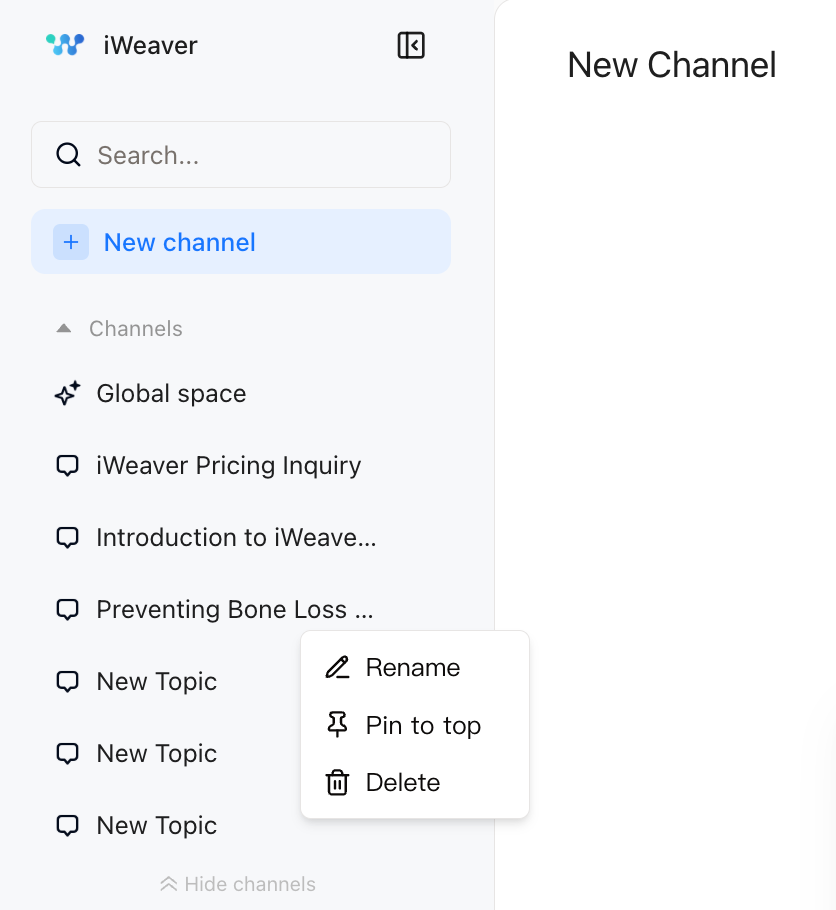 iWeaver
New Channel
Search...
New channel
Channels
Global space
iWeaver Pricing Inquiry
Introduction to iWeave...
Preventing Bone Loss ...
Rename
New Topic
Pin to top
New Topic
Delete
New Topic
Hide channels